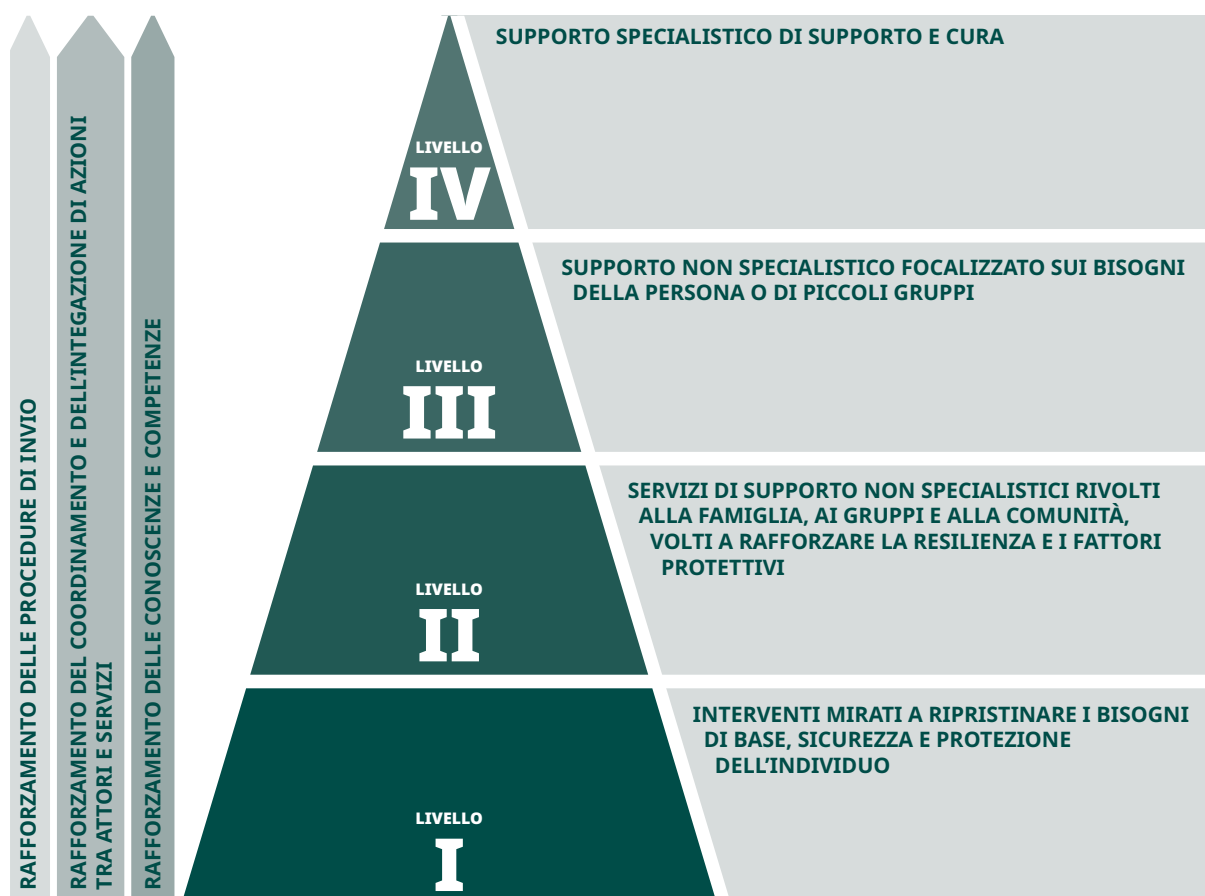 RAFFORZAMENTO DELLE PROCEDURE DI INVIO
RAFFORZAMENTO DEL COORDINAMENTO E DELL'INTEGAZIONE DI AZIONI
TRA ATTORI E SERVIZI
RAFFORZAMENTO DELLE CONOSCENZE E COMPETENZE
SUPPORTO SPECIALISTICO DI SUPPORTO E CURA
LIVELLO
IV
SUPPORTO NON SPECIALISTICO FOCALIZZATO SUI BISOGNI
DELLA PERSONA O DI PICCOLI GRUPPI
LIVELLO
III
SERVIZI DI SUPPORTO NON SPECIALISTICI RIVOLTI
ALLA FAMIGLIA, AI GRUPPI E ALLA COMUNITÀ,
VOLTI A RAFFORZARE LA RESILIENZA E I FATTORI
PROTETTIVI
LIVELLO
II
INTERVENTI MIRATI A RIPRISTINARE I BISOGNI
DI BASE, SICUREZZA E PROTEZIONE
DELL'INDIVIDUO
LIVELLO
I